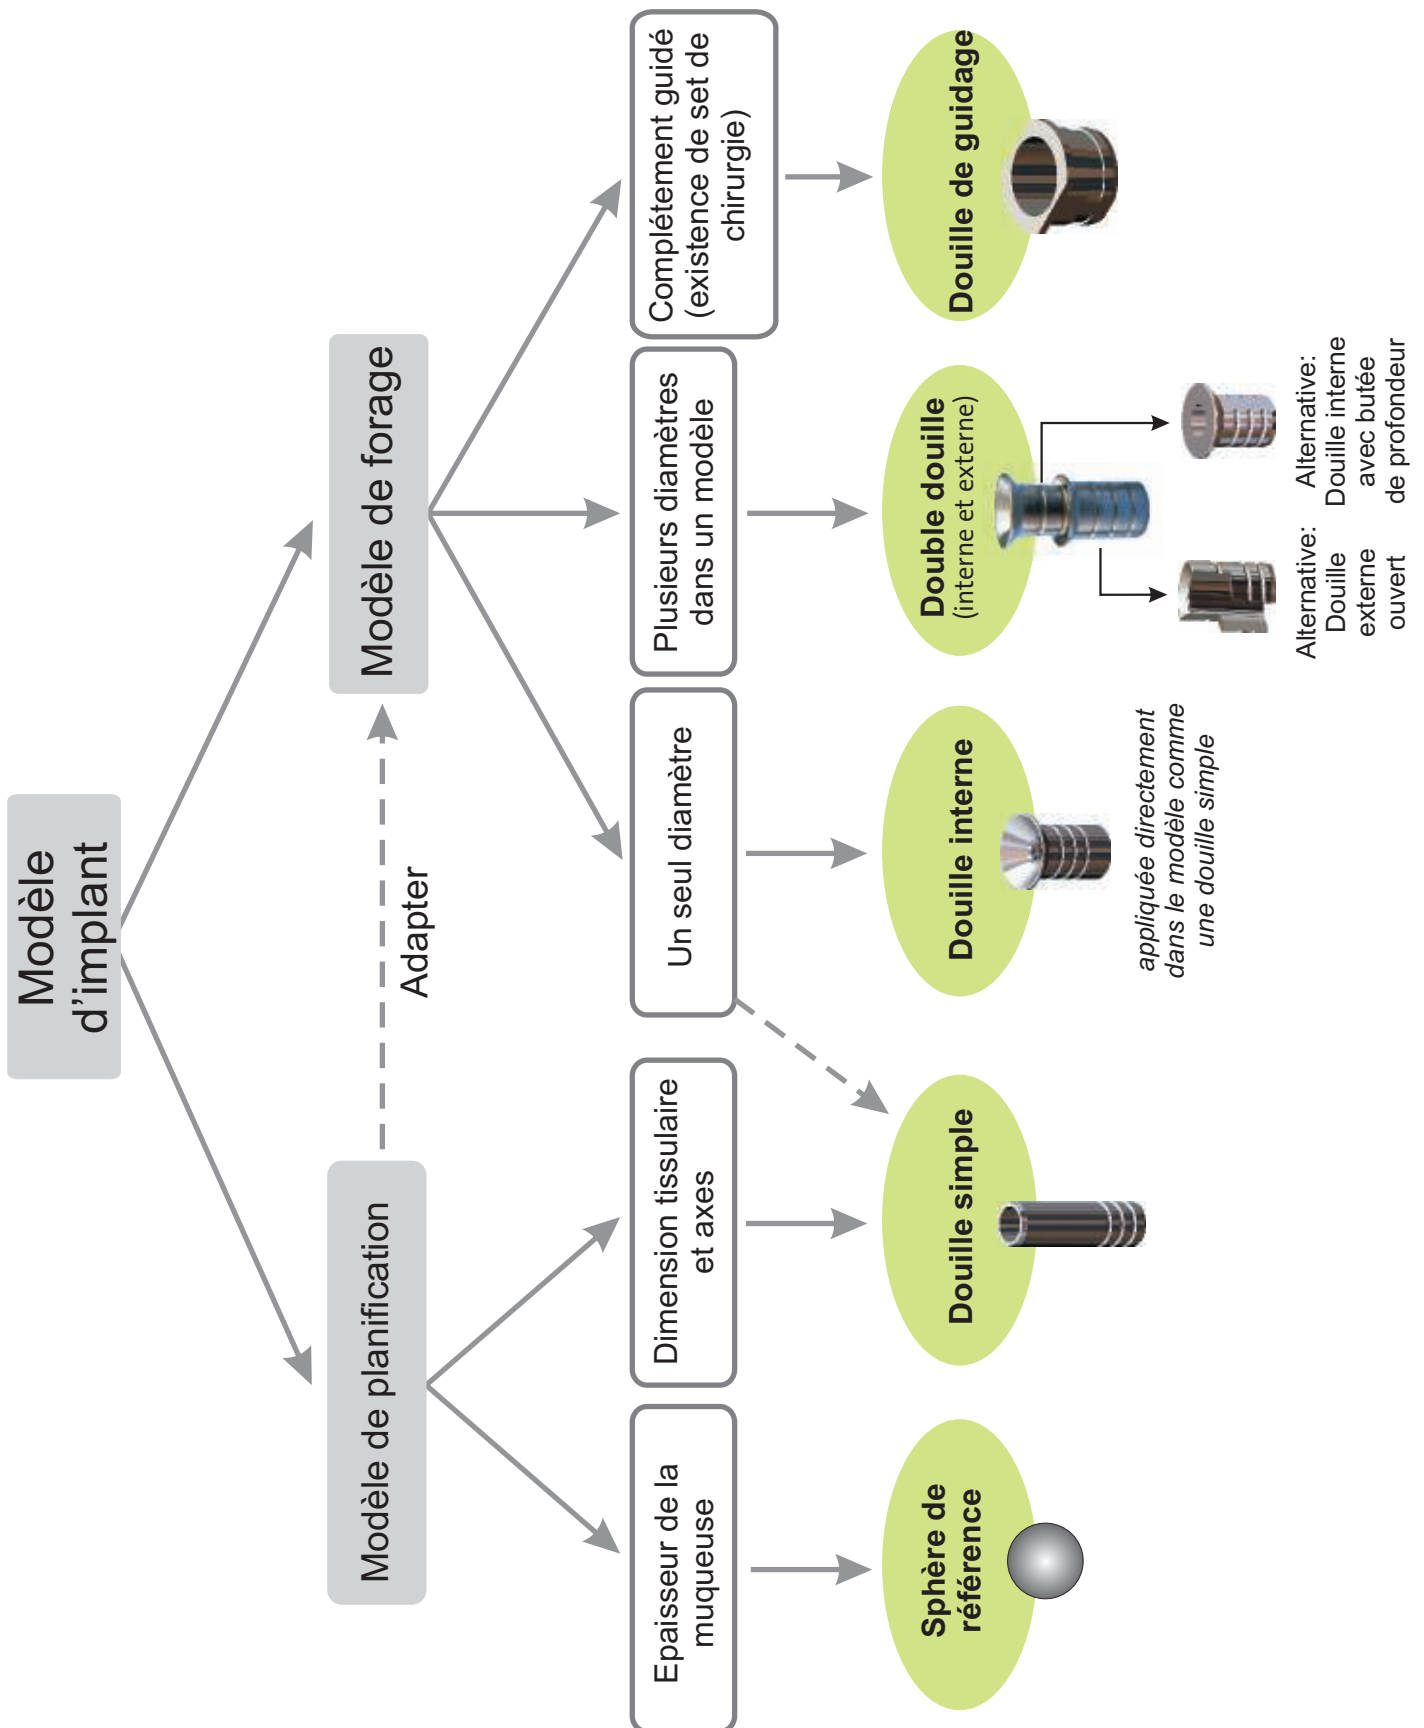 Modèle
d'implant
Modèle de planification
Adapter
Modèle de forage
Epaisseur de la
muqueuse
Dimension tissulaire
et axes
Un seul diamètre
Plusieurs diamètres
dans un modèle
Complétement guidé
(existence de set de
chirurgie)
Sphère de
référence
Douille simple
Douille interne
appliquée directement
dans le modèle comme
une douille simple
Double douille
(interne et externe)
Alternative:
Douille
externe
ouvert
Alternative:
Douille interne
avec butée
de profondeur
Douille de guidage